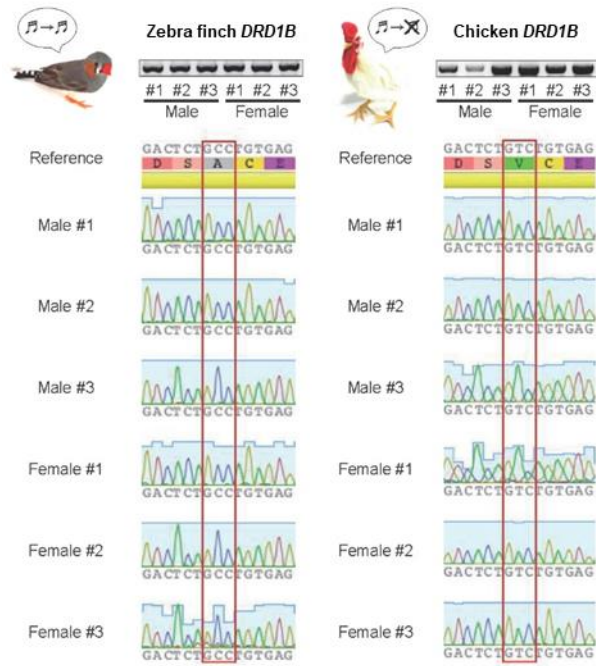 Zebra finch DRD1B
#1 #2 #3 #1 #2 #3
Male Female
Reference
GACTCTGCCTGTGAG
D S A C E
Male #1
GACTCTGCCTGTGAG
Male #2
GACTCTGCCTGTGAG
Male #3
GACTCTGCCTGTGAG
Female #1
GACTCTGCCTGTGAG
Female #2
GACTCTGCCTGTGAG
Female #3
GACTCTGCCTGTGAG
Chicken DRD1B
#1 #2 #3 #1 #2 #3
Male Female
Reference
GACTCTGTCTGTGAG
D S V C E
Male #1
GACTCTGTCTGTGAG
Male #2
GACTCTGTCTGTGAG
Male #3
GACTCTGTCTGTGAG
Female #1
GACTCTGTCTGTGAG
Female #2
GACTCTGTCTGTGAG
Female #3
GACTCTGTCTGTGAG